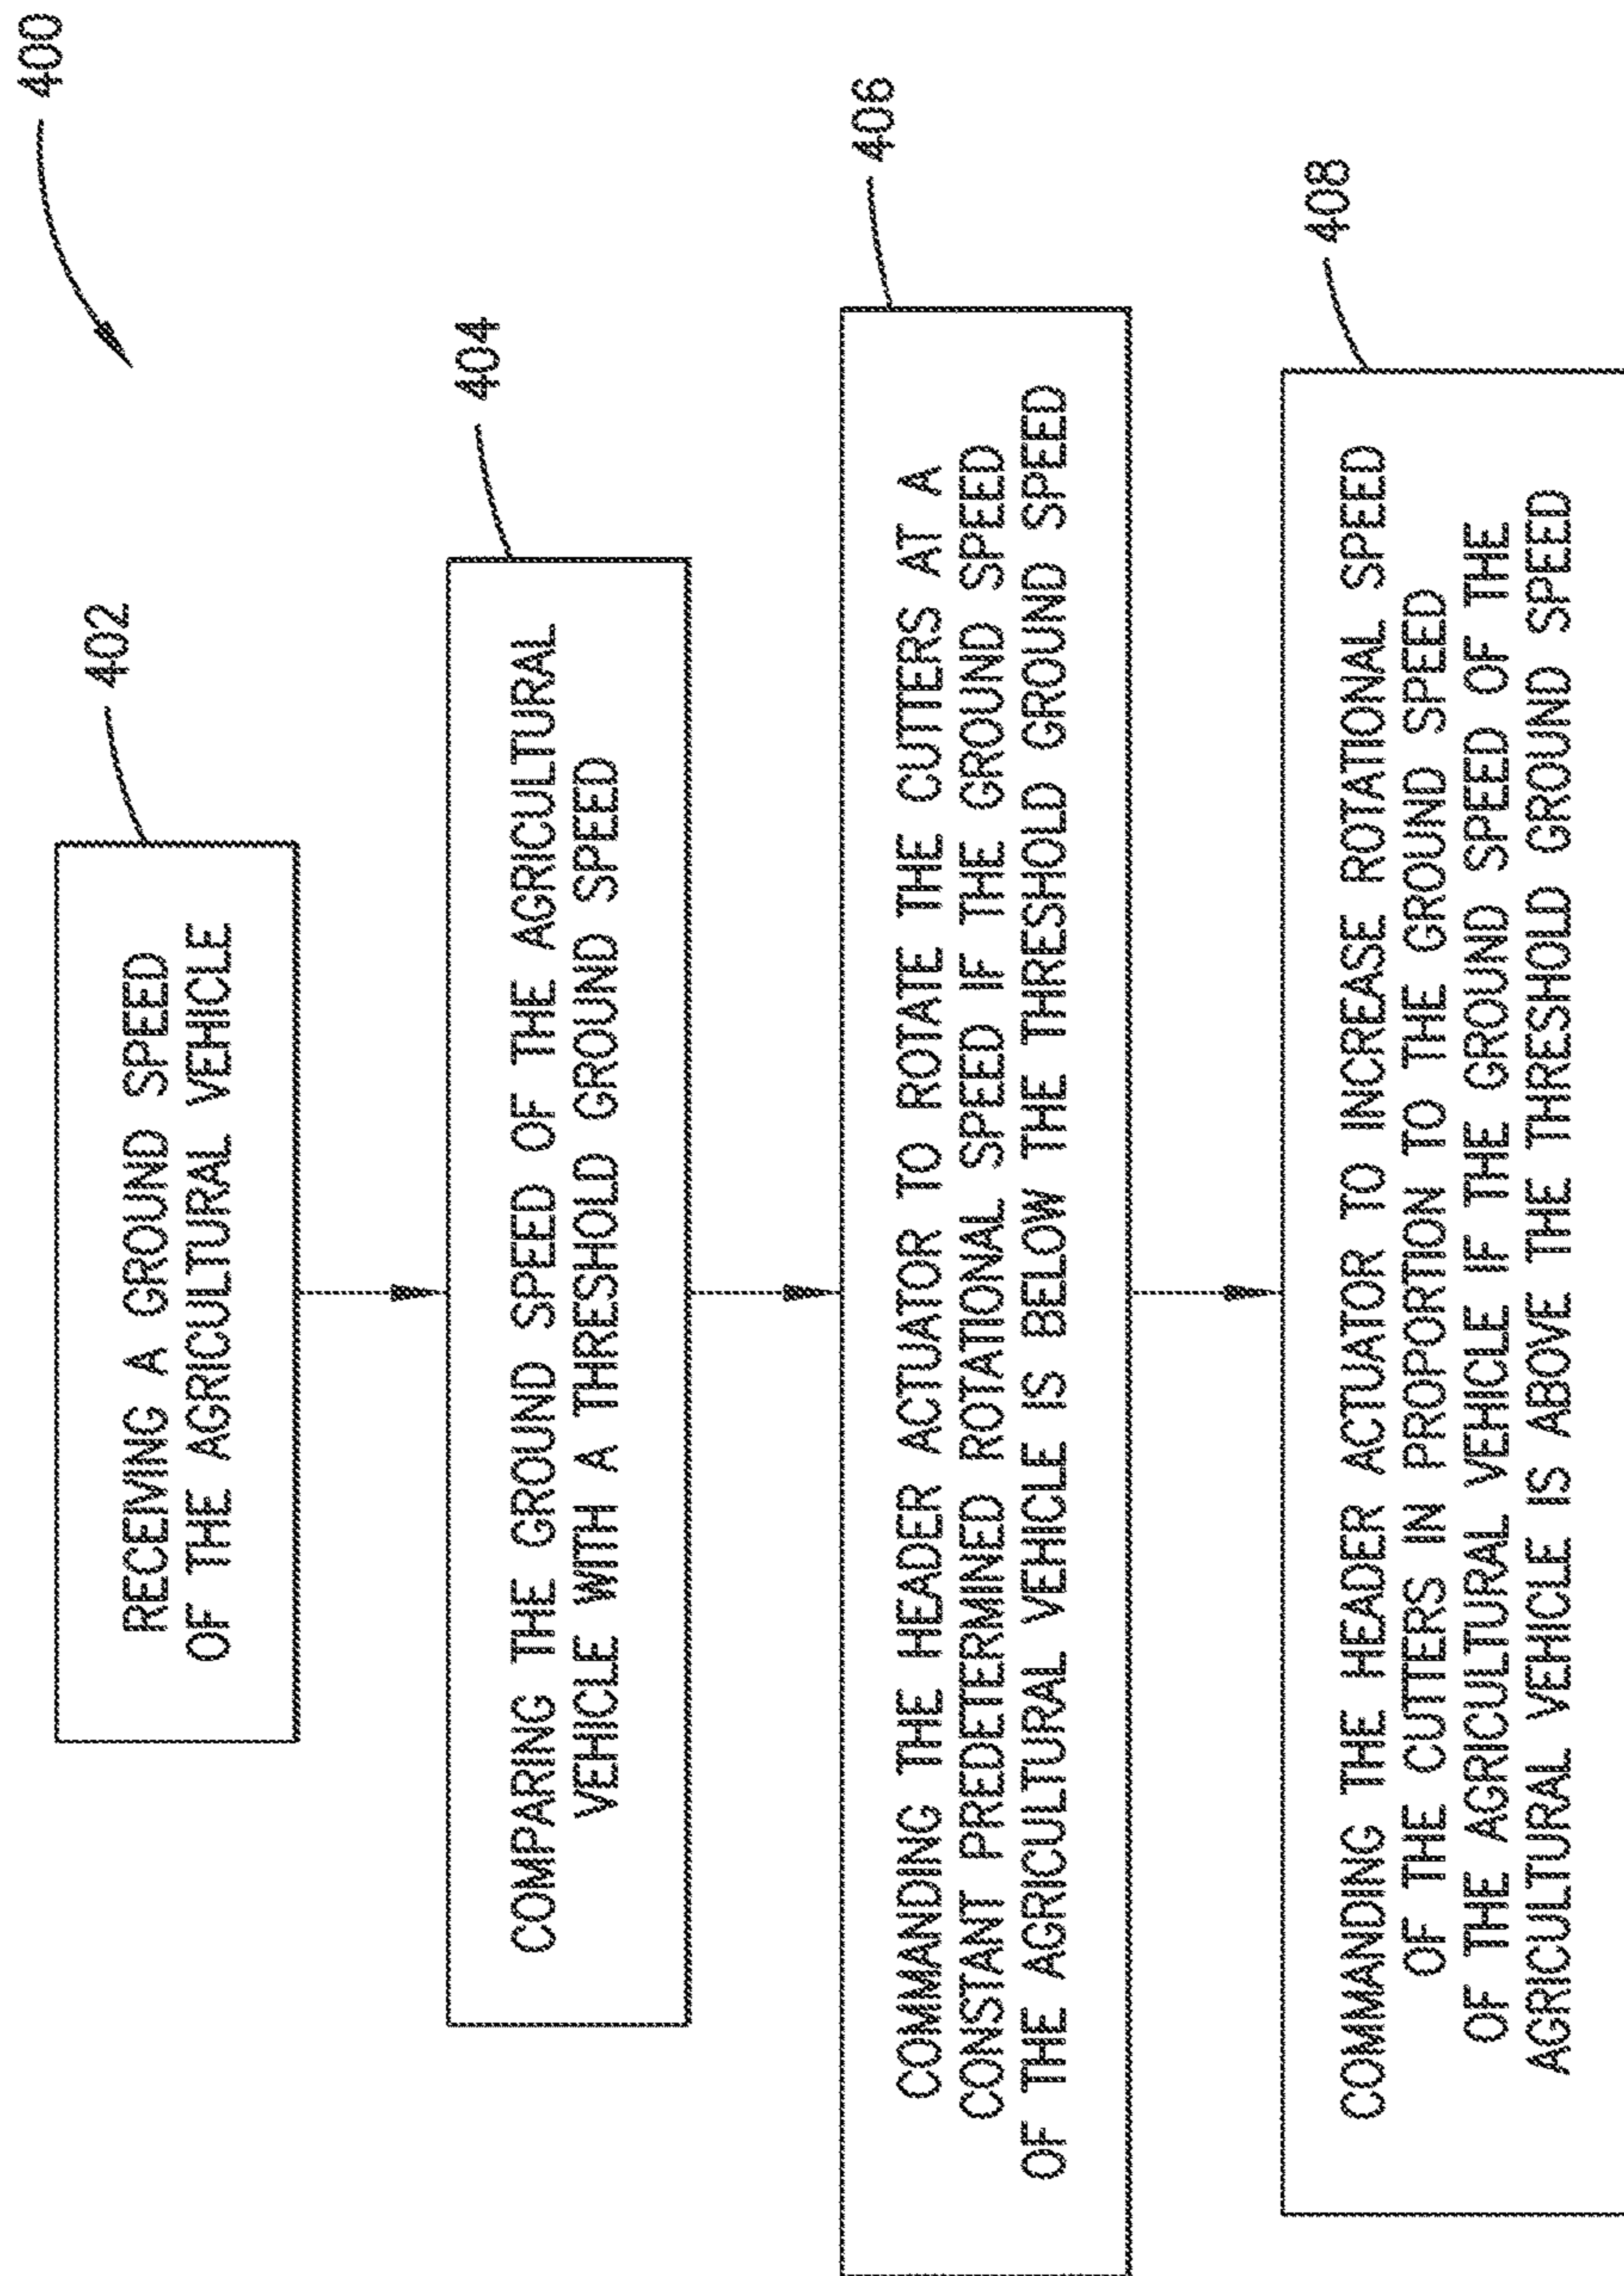 400
402
RECEIVING A GROUND SPEED
OF THE AGRICULTURAL VEHICLE
404
COMPARING THE GROUND SPEED OF THE AGRICULTURAL
VEHICLE WITH A THRESHOLD GROUND SPEED
406
COMMANDING THE HEADER ACTUATOR TO ROTATE THE CUTTERS AT A
CONSTANT PREDETERMINED ROTATIONAL SPEED IF THE GROUND SPEED
OF THE AGRICULTURAL VEHICLE IS BELOW THE THRESHOLD GROUND SPEED
408
COMMANDING THE HEADER ACTUATOR TO INCREASE ROTATIONAL SPEED
OF THE CUTTERS IN PROPORTION TO THE GROUND SPEED
OF THE AGRICULTURAL VEHICLE IF THE GROUND SPEED OF THE
AGRICULTURAL VEHICLE IS ABOVE THE THRESHOLD GROUND SPEED